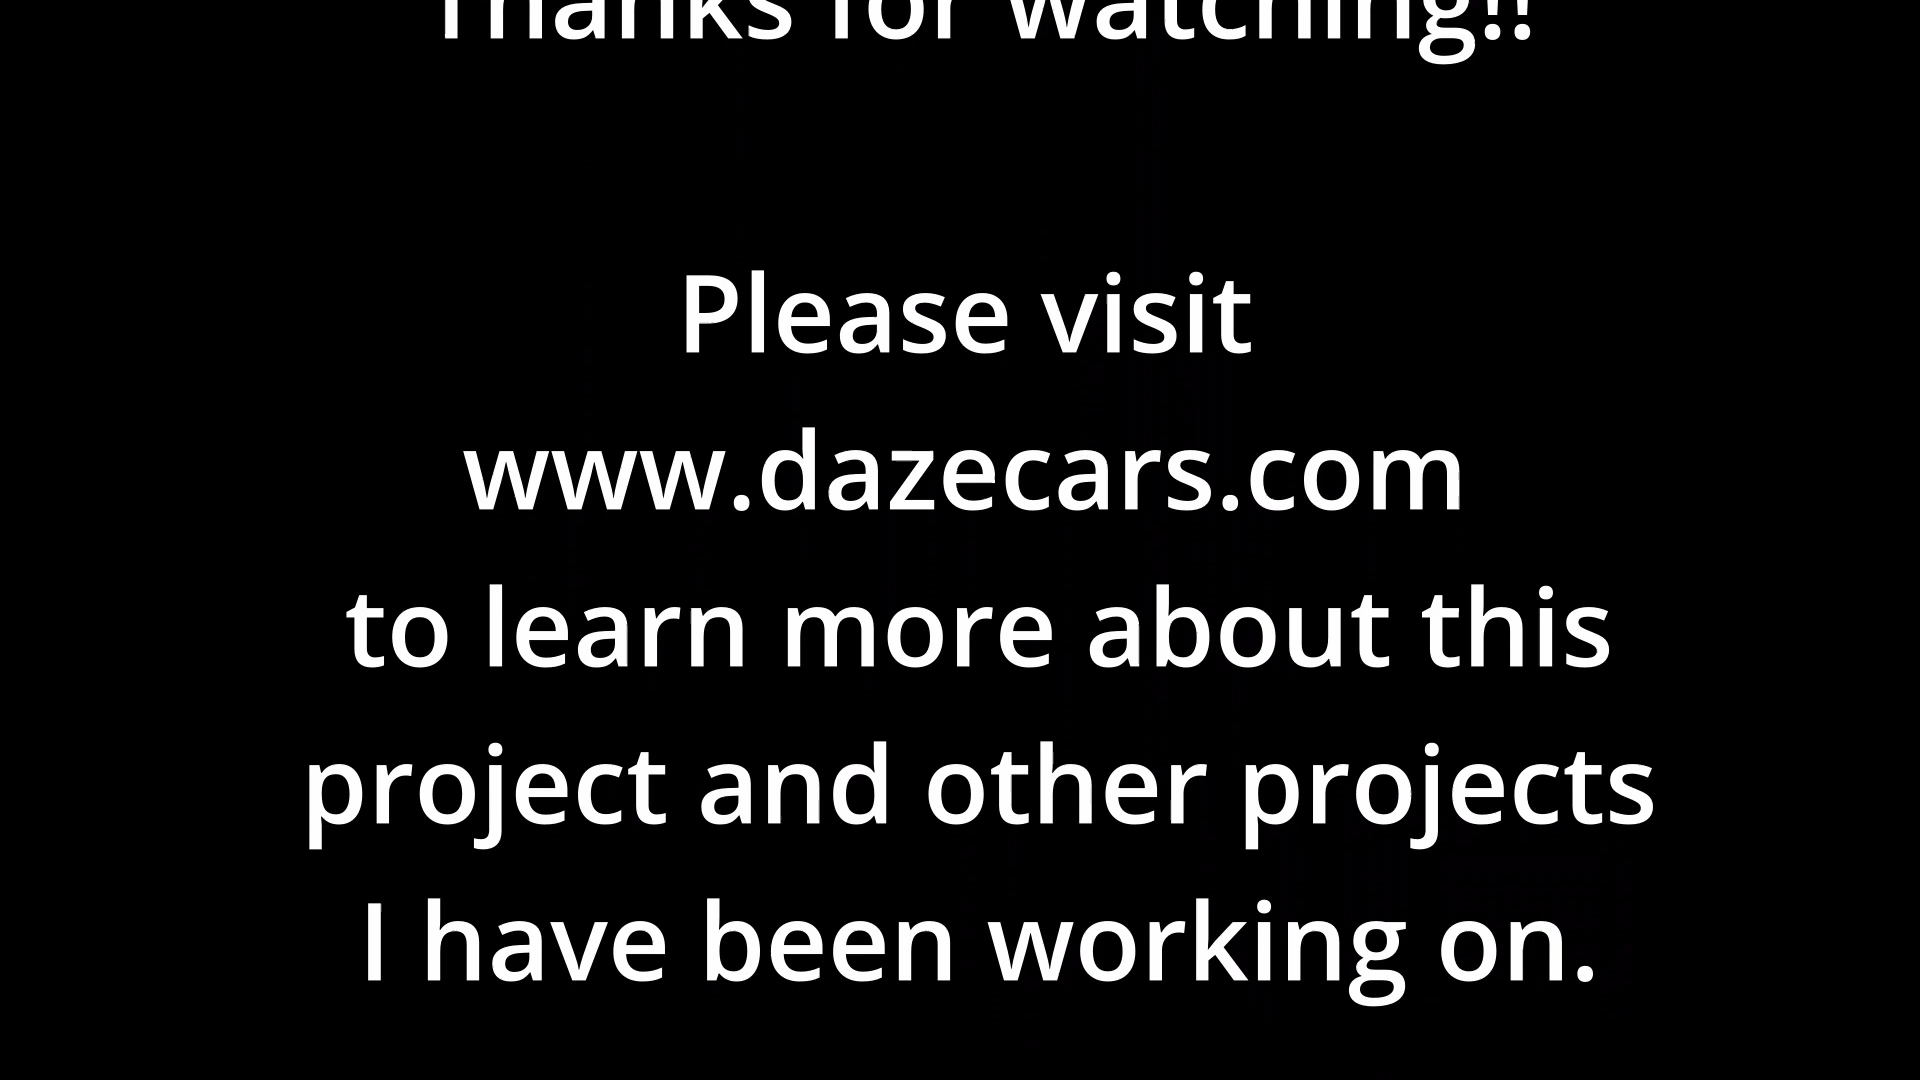 Thanks for watching!!
Please visit
www.dazecars.com
to learn more about this
project and other projects
I have been working on.